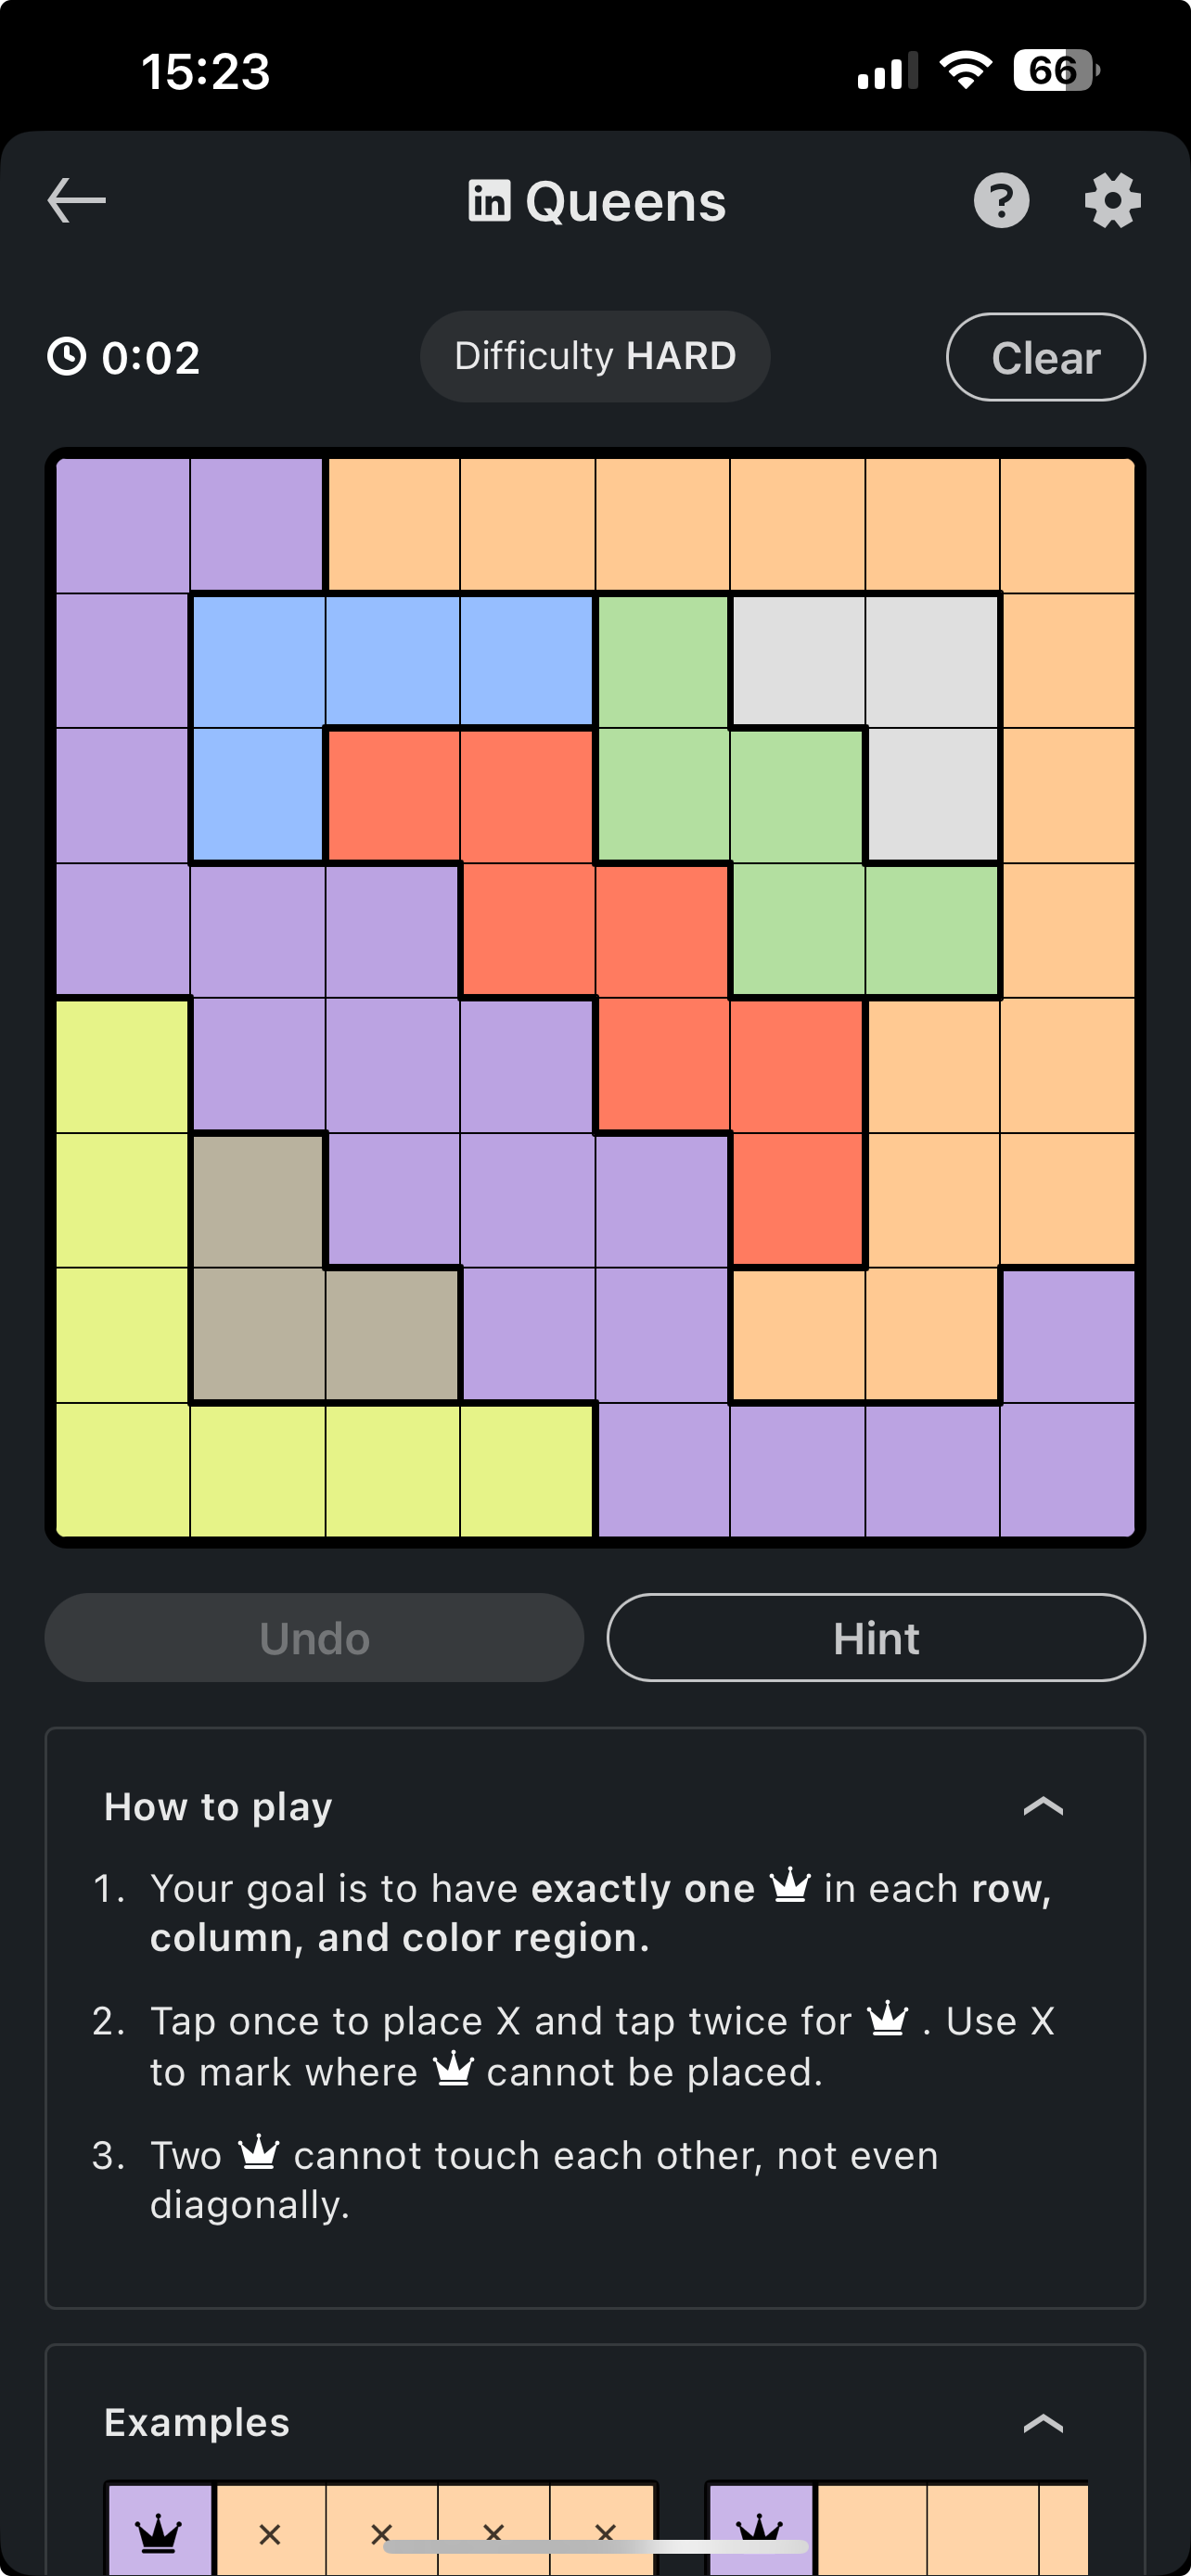 15:23
66
in Queens
?
0:02
Difficulty HARD
Clear
Undo
Hint
How to play
1. Your goal is to have exactly one in each row,
column, and color region.
2. Tap once to place X and tap twice for . Use X
to mark where cannot be placed.
3. Two cannot touch each other, not even
diagonally.
Examples